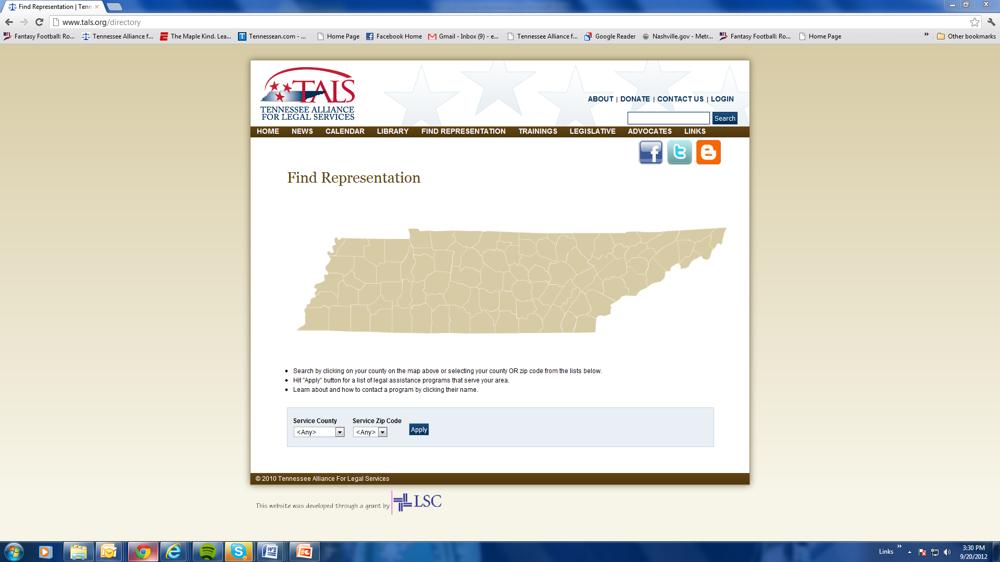 Find Representation | Tenn
www.tals.org/directory
Fantasy Football: Ro... Tennessee Alliance f... The Maple Kind. Lea... Tennessean.com - ... Home Page Facebook Home Gmail - Inbox (9) - e... Tennessee Alliance f... Google Reader Nashville.gov - Metr... Fantasy Football: Ro... Home Page » Other bookmarks
TALS
TENNESSEE ALLIANCE
FOR LEGAL SERVICES
ABOUT | DONATE | CONTACT US | LOGIN
Search
HOME NEWS CALENDAR LIBRARY FIND REPRESENTATION TRAININGS LEGISLATIVE ADVOCATES LINKS
Find Representation
• Search by clicking on your county on the map above or selecting your county OR zip code from the lists below.
• Hit "Apply" button for a list of legal assistance programs that serve your area.
• Learn about and how to contact a program by clicking their name.
Service County Service Zip Code
<Any> <Any> Apply
© 2010 Tennessee Alliance For Legal Services
This website was developed through a grant by LSC
Links » 3:30 PM
9/20/2012